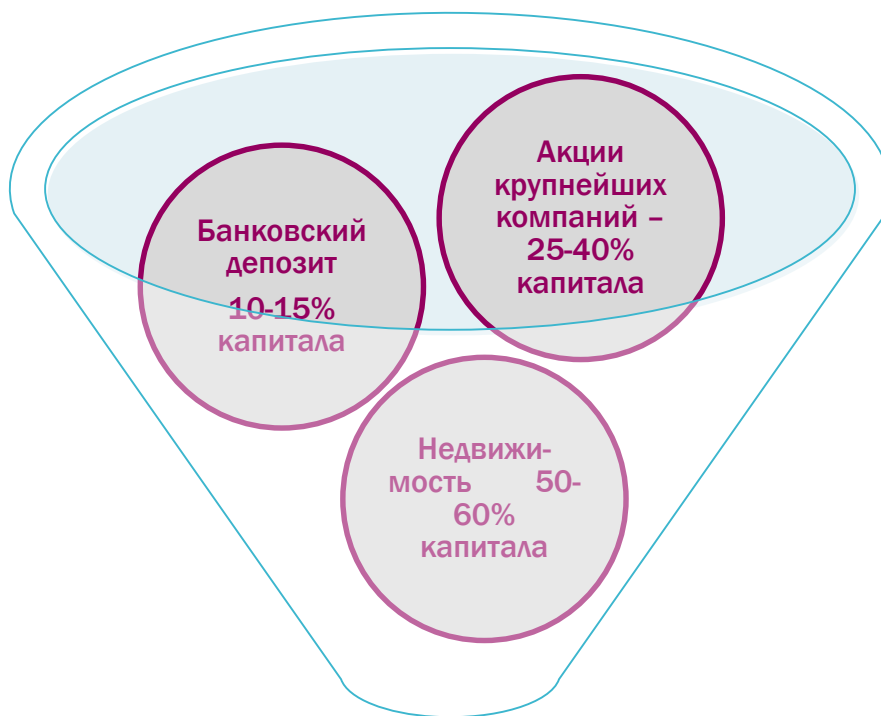 Банковский
депозит
10-15%
капитала
Акции
крупнейших
компаний –
25-40%
капитала
Недвижи-
мость 50-
60%
капитала